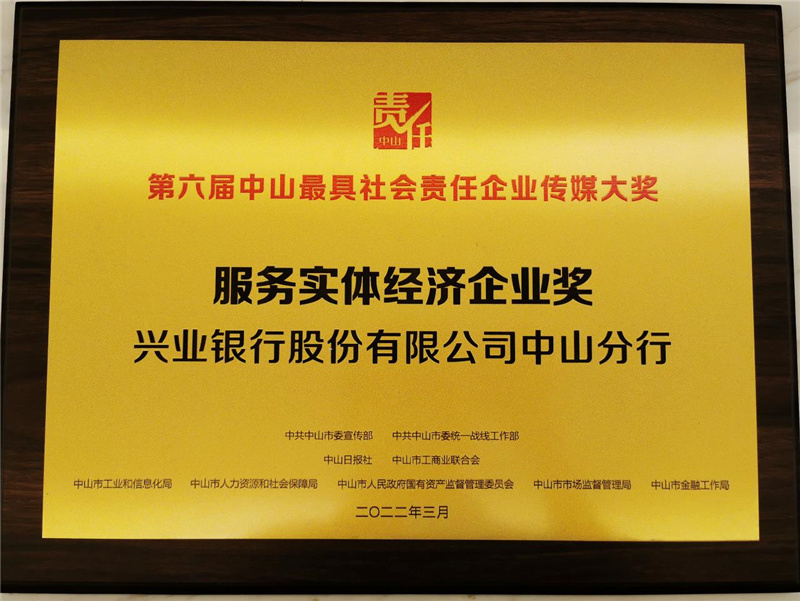 责任
中山
第六届中山最具社会责任企业传媒大奖
服务实体经济企业奖
兴业银行股份有限公司中山分行
中共中山市委宣传部 中共中山市委统一战线工作部
中山日报社 中山市工商业联合会
中山市工业和信息化局 中山市人力资源和社会保障局 中山市人民政府国有资产监督管理委员会 中山市市场监督管理局 中山市金融工作局
二〇二二年三月